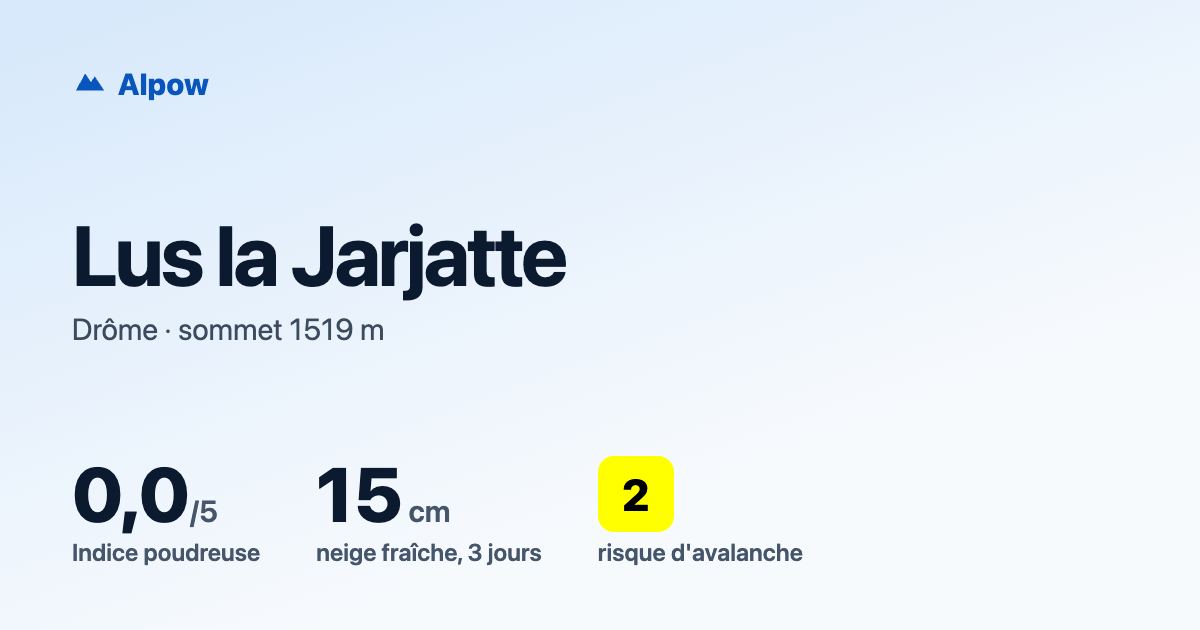 Alpow
Lus la Jarjatte
Drôme · sommet 1519 m
0,0/5
Indice poudreuse
15 cm
neige fraîche, 3 jours
2
risque d'avalanche